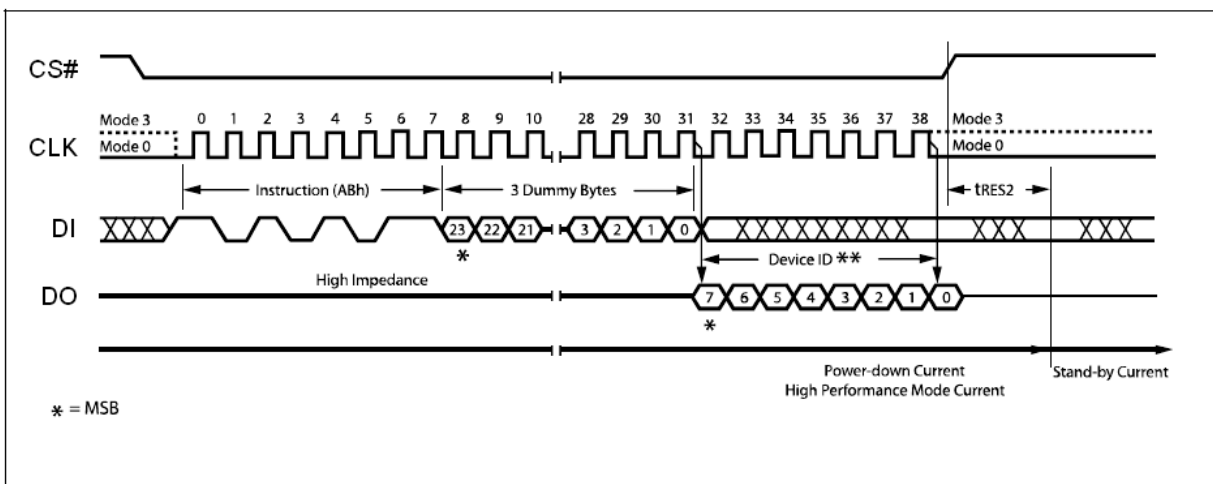 CS#
Mode 3 0 1 2 3 4 5 6 7 8 9 10 28 29 30 31 32 33 34 35 36 37 38 Mode 3
CLK Mode 0 Mode 0
Instruction (ABh) 3 Dummy Bytes tRES2
DI 23 22 21 3 2 1 0
* Device ID **
High Impedance
DO 7 6 5 4 3 2 1 0
*
Power-down Current Stand-by Current
High Performance Mode Current
* = MSB